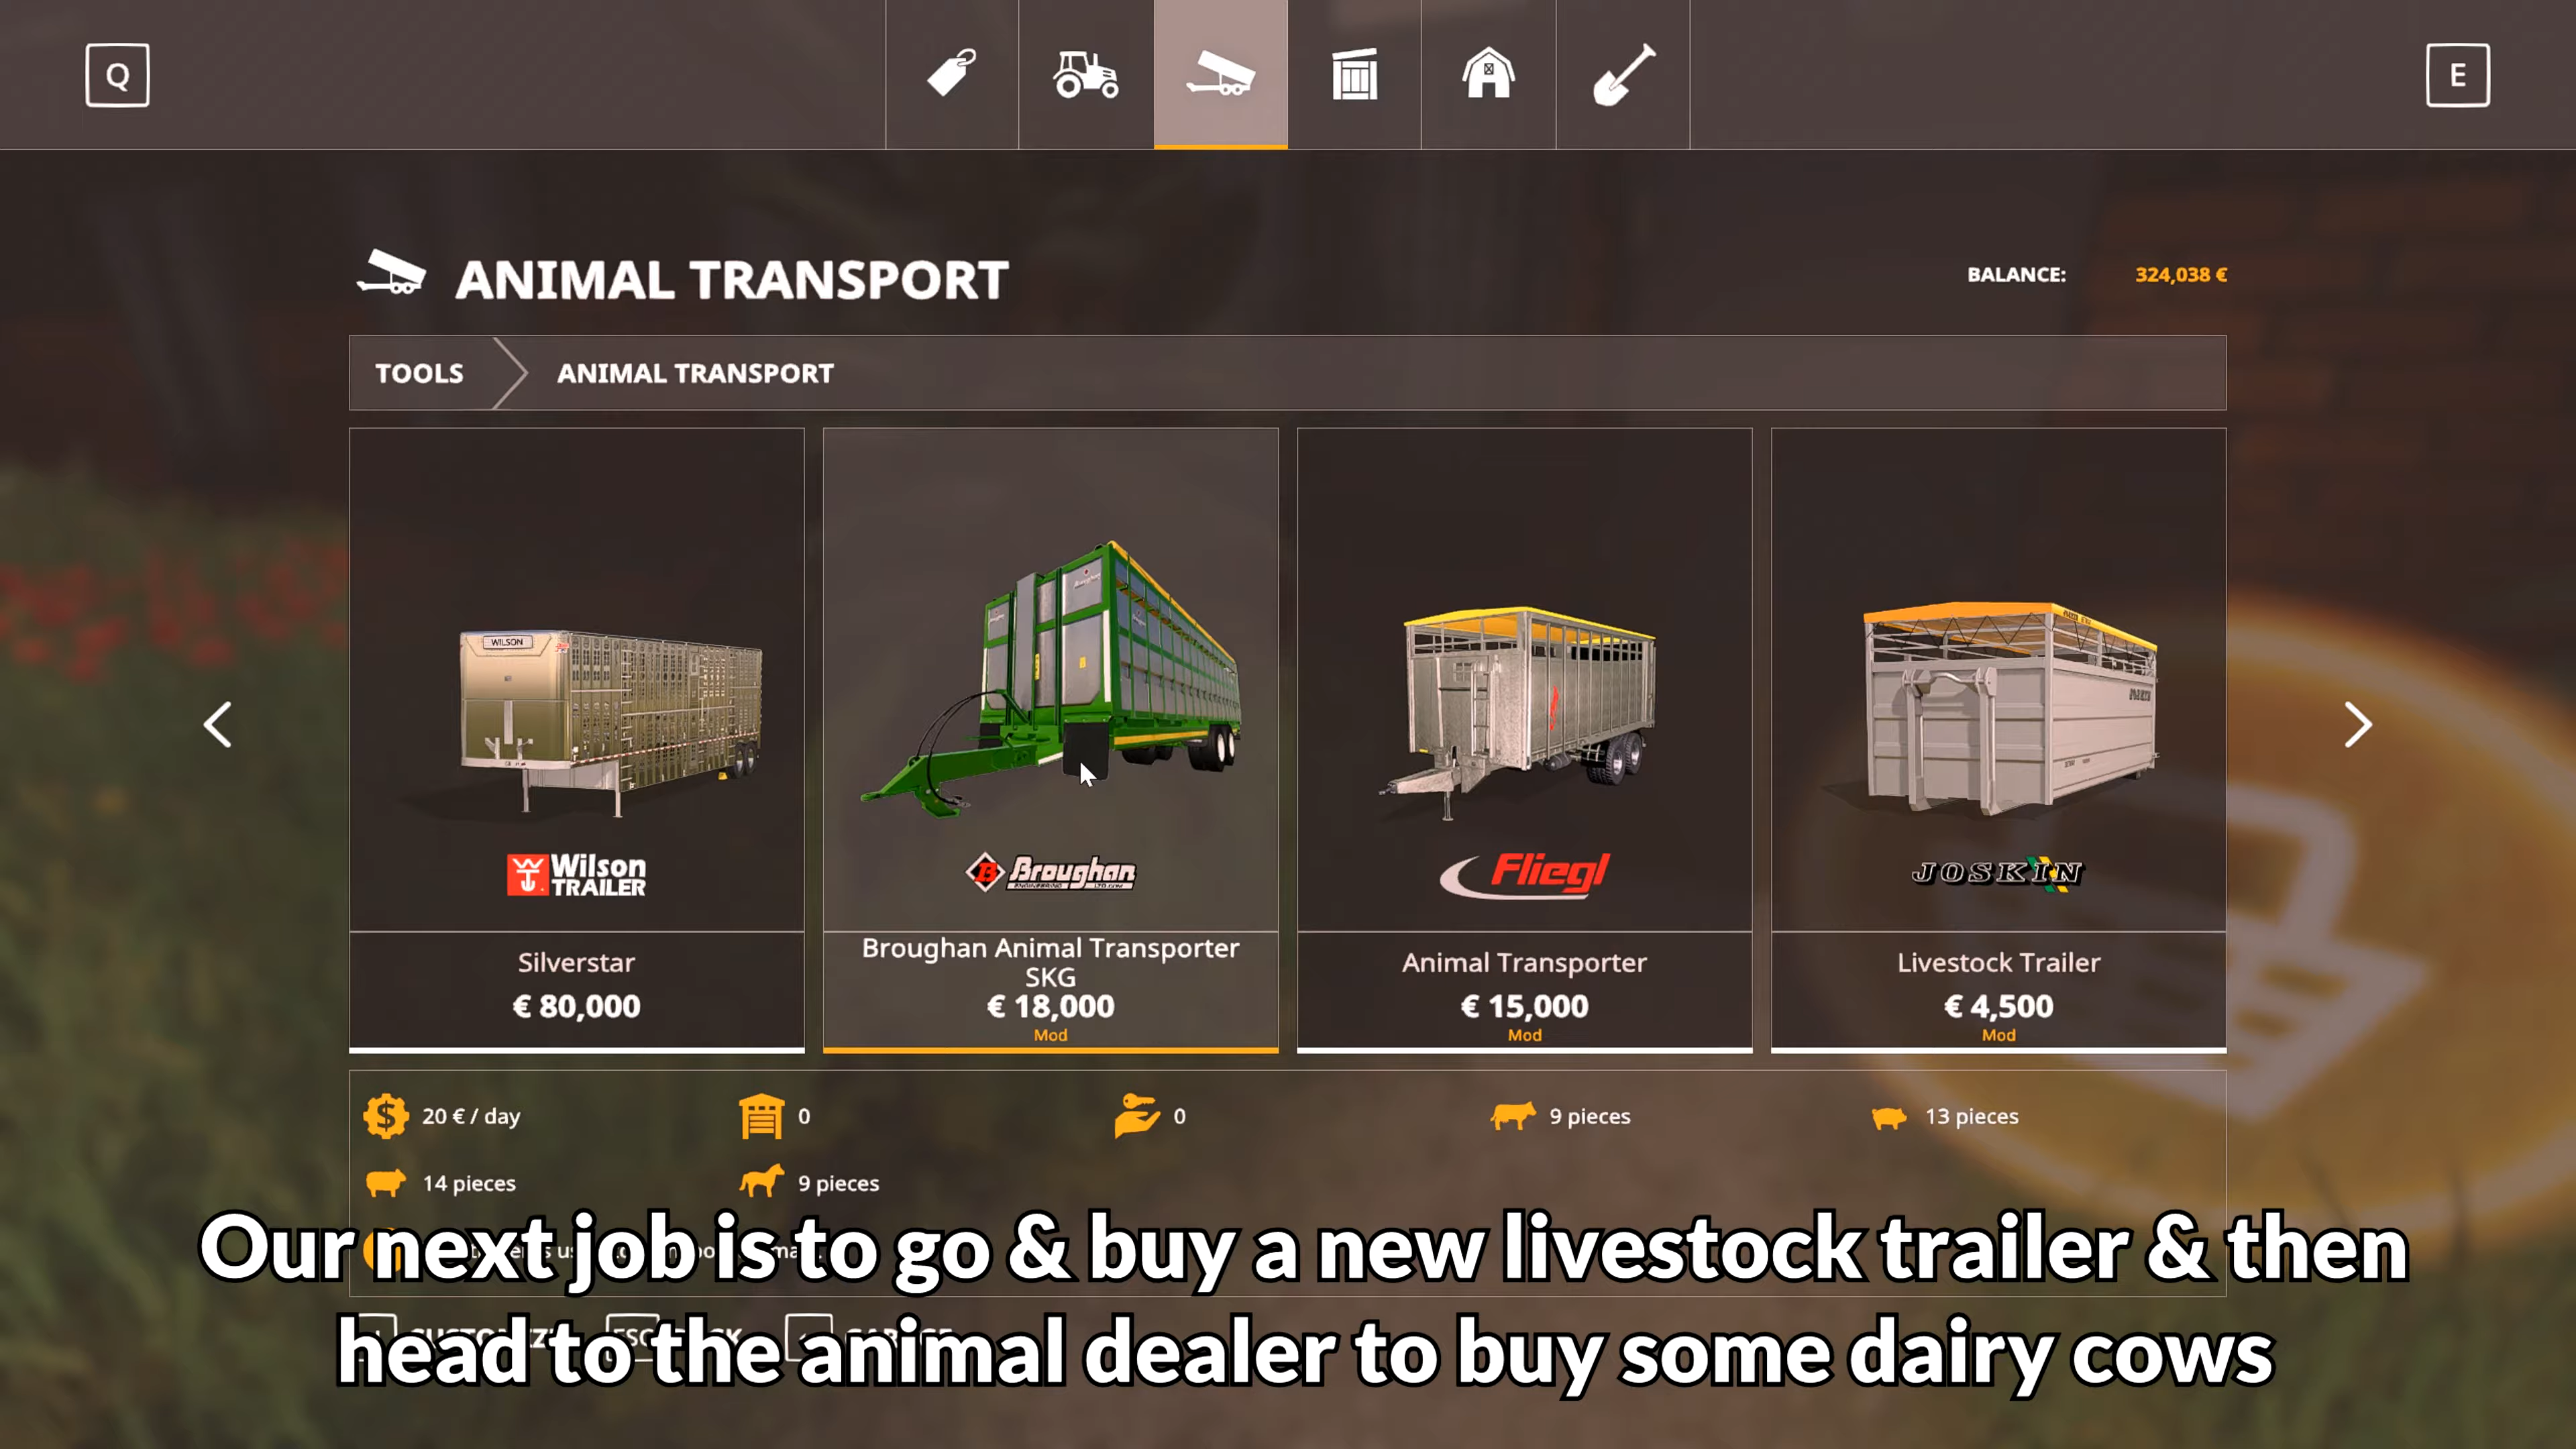 Q
E
ANIMAL TRANSPORT
BALANCE: 324,038 €
TOOLS ANIMAL TRANSPORT
WILSON
Wilson
TRAILER
Broughan
Fliegl
JOSKIN
Silverstar
€ 80,000
Broughan Animal Transporter
SKG
€ 18,000
Mod
Animal Transporter
€ 15,000
Mod
Livestock Trailer
€ 4,500
Mod
20 € / day
0
0
9 pieces
13 pieces
14 pieces
9 pieces
Our next job is to go & buy a new livestock trailer & then
head to the animal dealer to buy some dairy cows